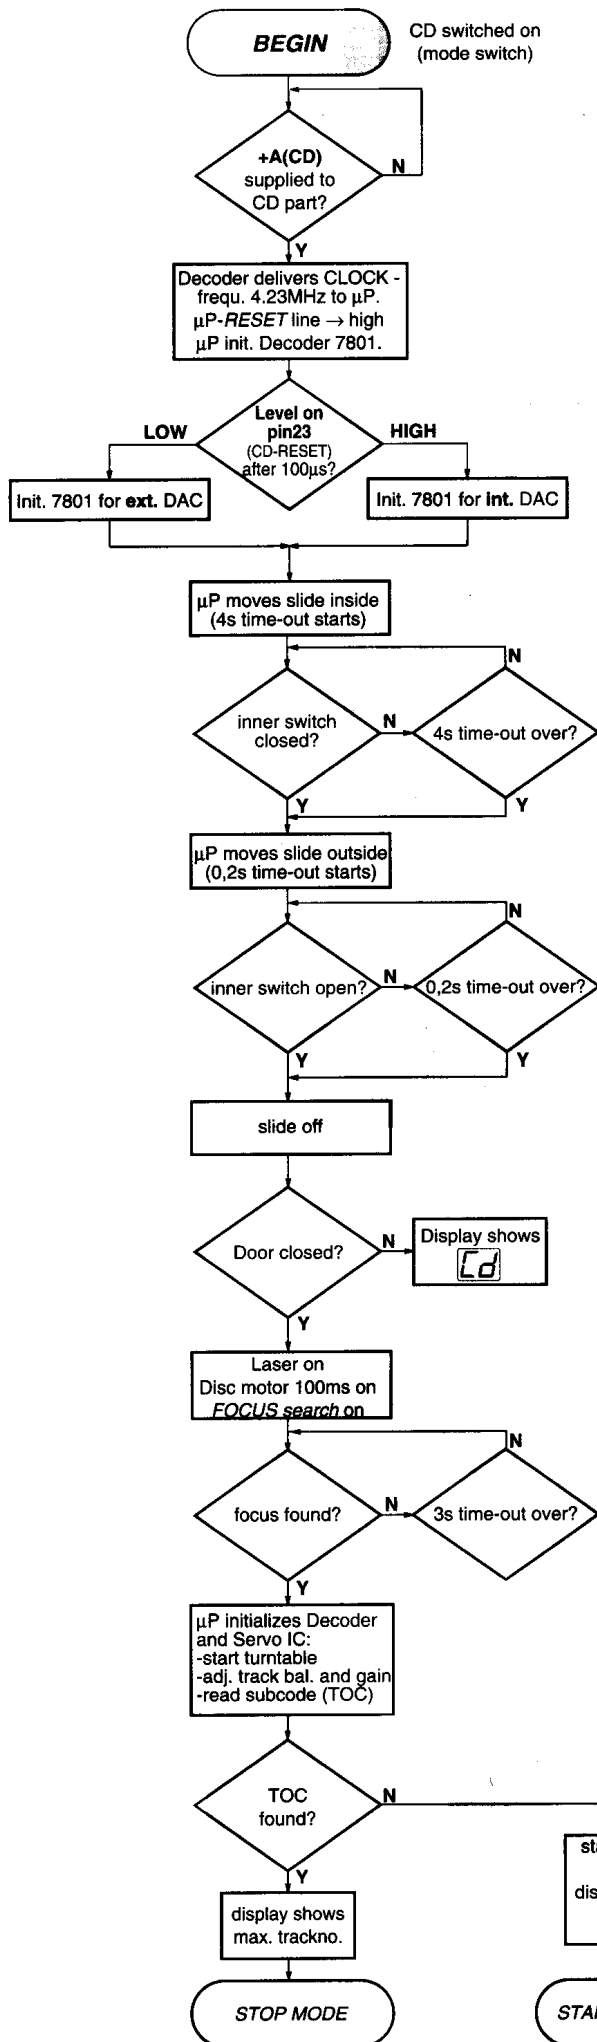 BEGIN
CD switched on
(mode switch)
+A(CD)
supplied to
CD part?
N
Y
Decoder delivers CLOCK -
frequ. 4.23MHz to µP.
µP-RESET line → high
µP init. Decoder 7801.
Level on
pin23
(CD-RESET)
after 100µs?
LOW
HIGH
Init. 7801 for ext. DAC
Init. 7801 for int. DAC
µP moves slide inside
(4s time-out starts)
N
inner switch
closed?
N
4s time-out over?
Y
Y
µP moves slide outside
(0,2s time-out starts)
N
inner switch open?
N
0,2s time-out over?
Y
Y
slide off
Door closed?
N
Display shows
Cd
Y
Laser on
Disc motor 100ms on
FOCUS search on
N
focus found?
N
3s time-out over?
Y
µP initializes Decoder
and Servo IC:
-start turntable
-adj. track bal. and gain
-read subcode (TOC)
TOC
found?
N
Y
display shows
max. trackno.
STOP MODE